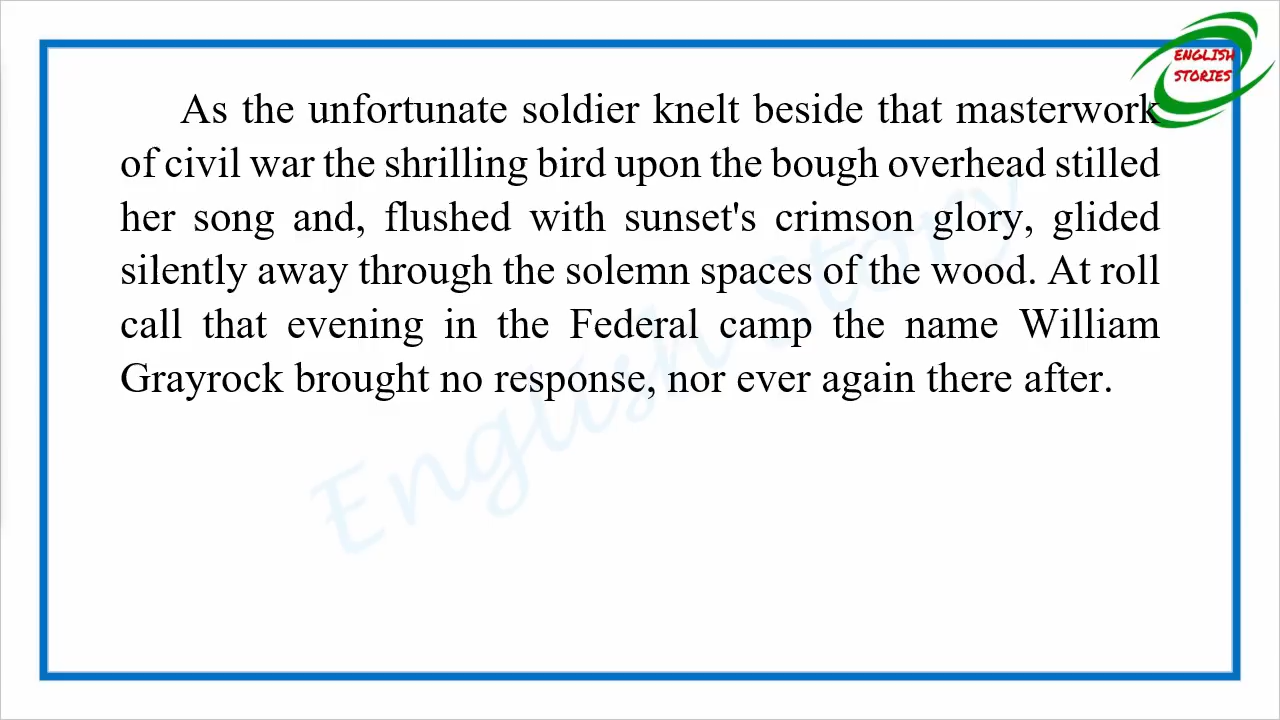 ENGLISH
STORIES
As the unfortunate soldier knelt beside that masterwork
of civil war the shrilling bird upon the bough overhead stilled
her song and, flushed with sunset's crimson glory, glided
silently away through the solemn spaces of the wood. At roll
call that evening in the Federal camp the name William
Grayrock brought no response, nor ever again there after.
English Story